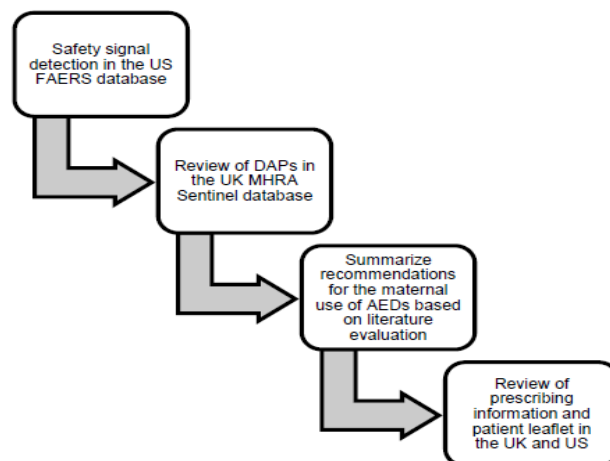 Safety signal
detection in the US
FAERS database
Review of DAPs in
the UK MHRA
Sentinel database
Summarize
recommendations
for the maternal
use of AEDs based
on literature
evaluation
Review of
prescribing
information and
patient leaflet in
the UK and US